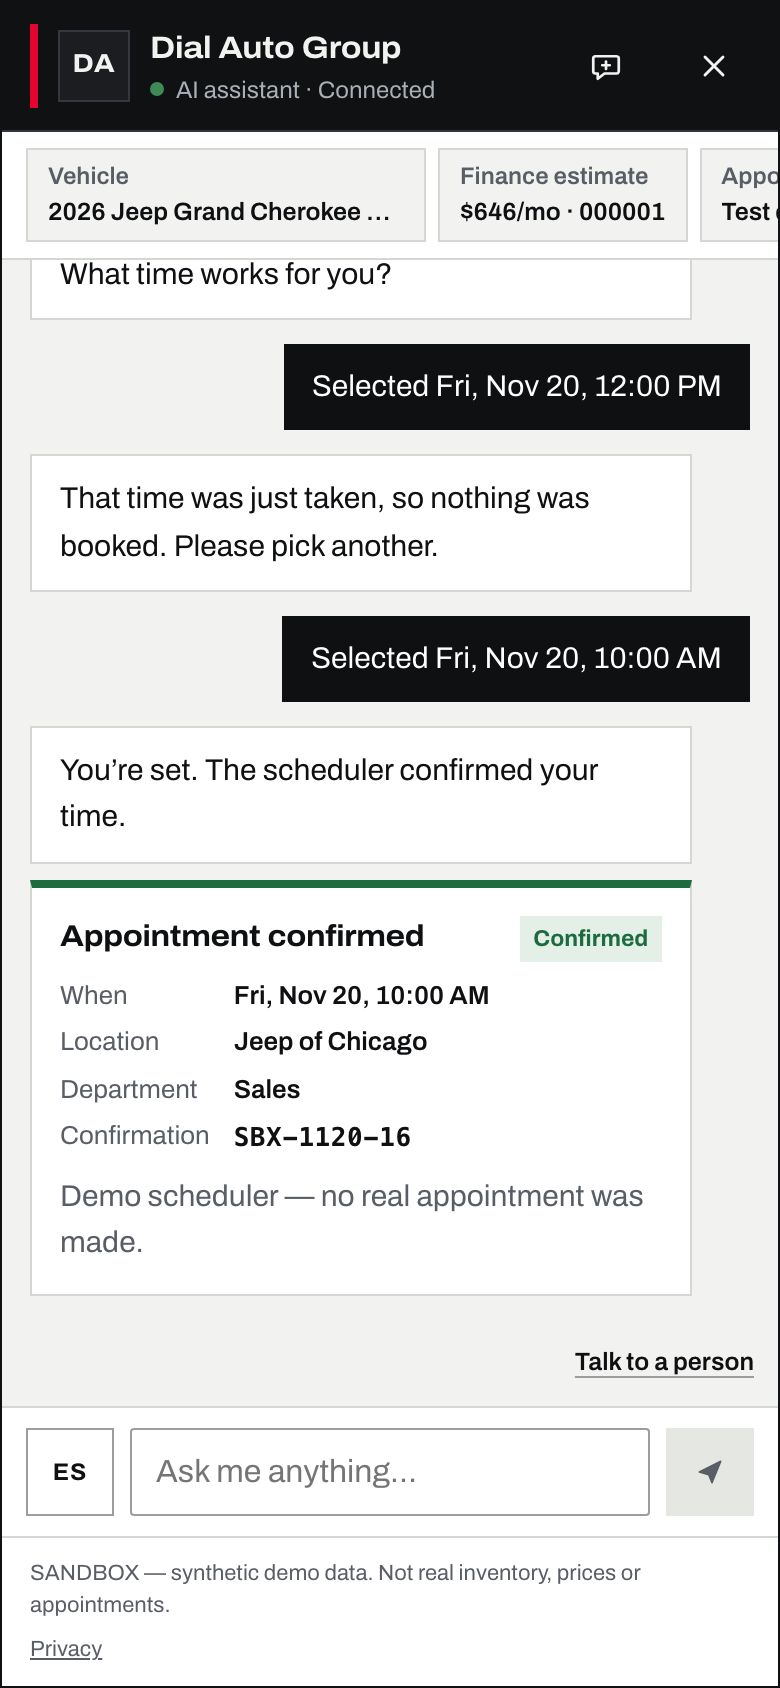 DA
Dial Auto Group
AI assistant · Connected
Vehicle
2026 Jeep Grand Cherokee ...
Finance estimate
$646/mo · 000001
Appo
Test
What time works for you?
Selected Fri, Nov 20, 12:00 PM
That time was just taken, so nothing was
booked. Please pick another.
Selected Fri, Nov 20, 10:00 AM
You’re set. The scheduler confirmed your
time.
Appointment confirmed
Confirmed
When
Fri, Nov 20, 10:00 AM
Location
Jeep of Chicago
Department
Sales
Confirmation
SBX-1120-16
Demo scheduler — no real appointment was
made.
Talk to a person
ES
Ask me anything...
SANDBOX — synthetic demo data. Not real inventory, prices or
appointments.
Privacy